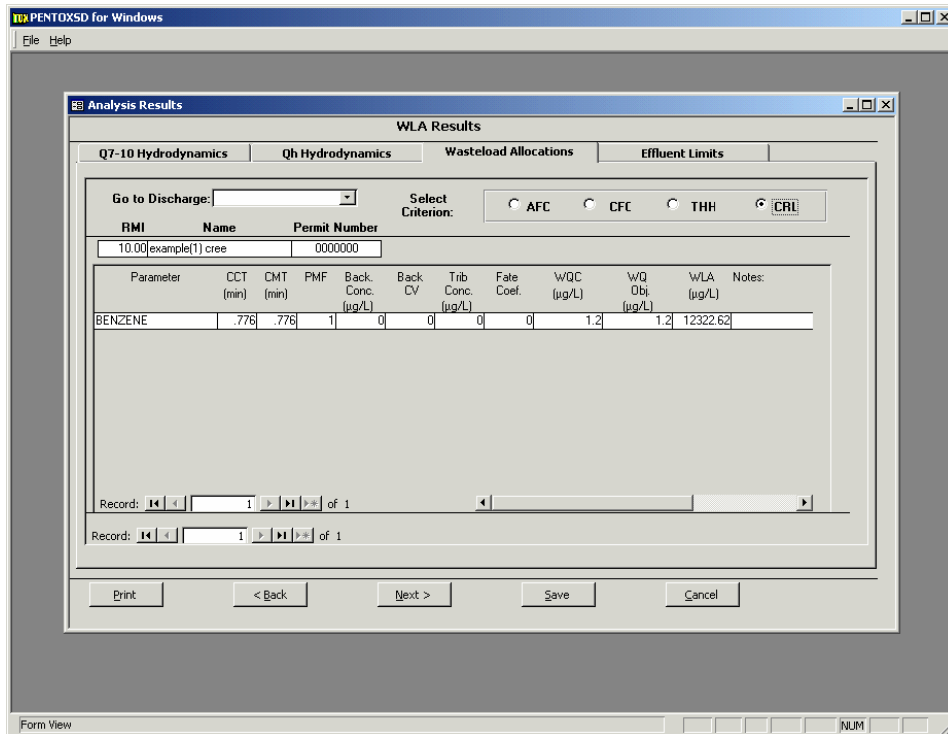 TOX PENTOXSD for Windows
File Help
Analysis Results
WLA Results
Q7-10 Hydrodynamics Qh Hydrodynamics Wasteload Allocations Effluent Limits
Go to Discharge: Select Criterion: AFC CFC THH CRL
RMI Name Permit Number
10.00 example(1) cree 0000000
Parameter CCT (min) CMT (min) PMF Back. Conc. (µg/L) Back CV Trib Conc. (µg/L) Fate Coef. WQC (µg/L) WQ Obj. (µg/L) WLA (µg/L) Notes:
BENZENE .776 .776 1 0 0 0 0 1.2 1.2 12322.62
Record: 1 of 1
Record: 1 of 1
Print < Back Next > Save Cancel
Form View NUM